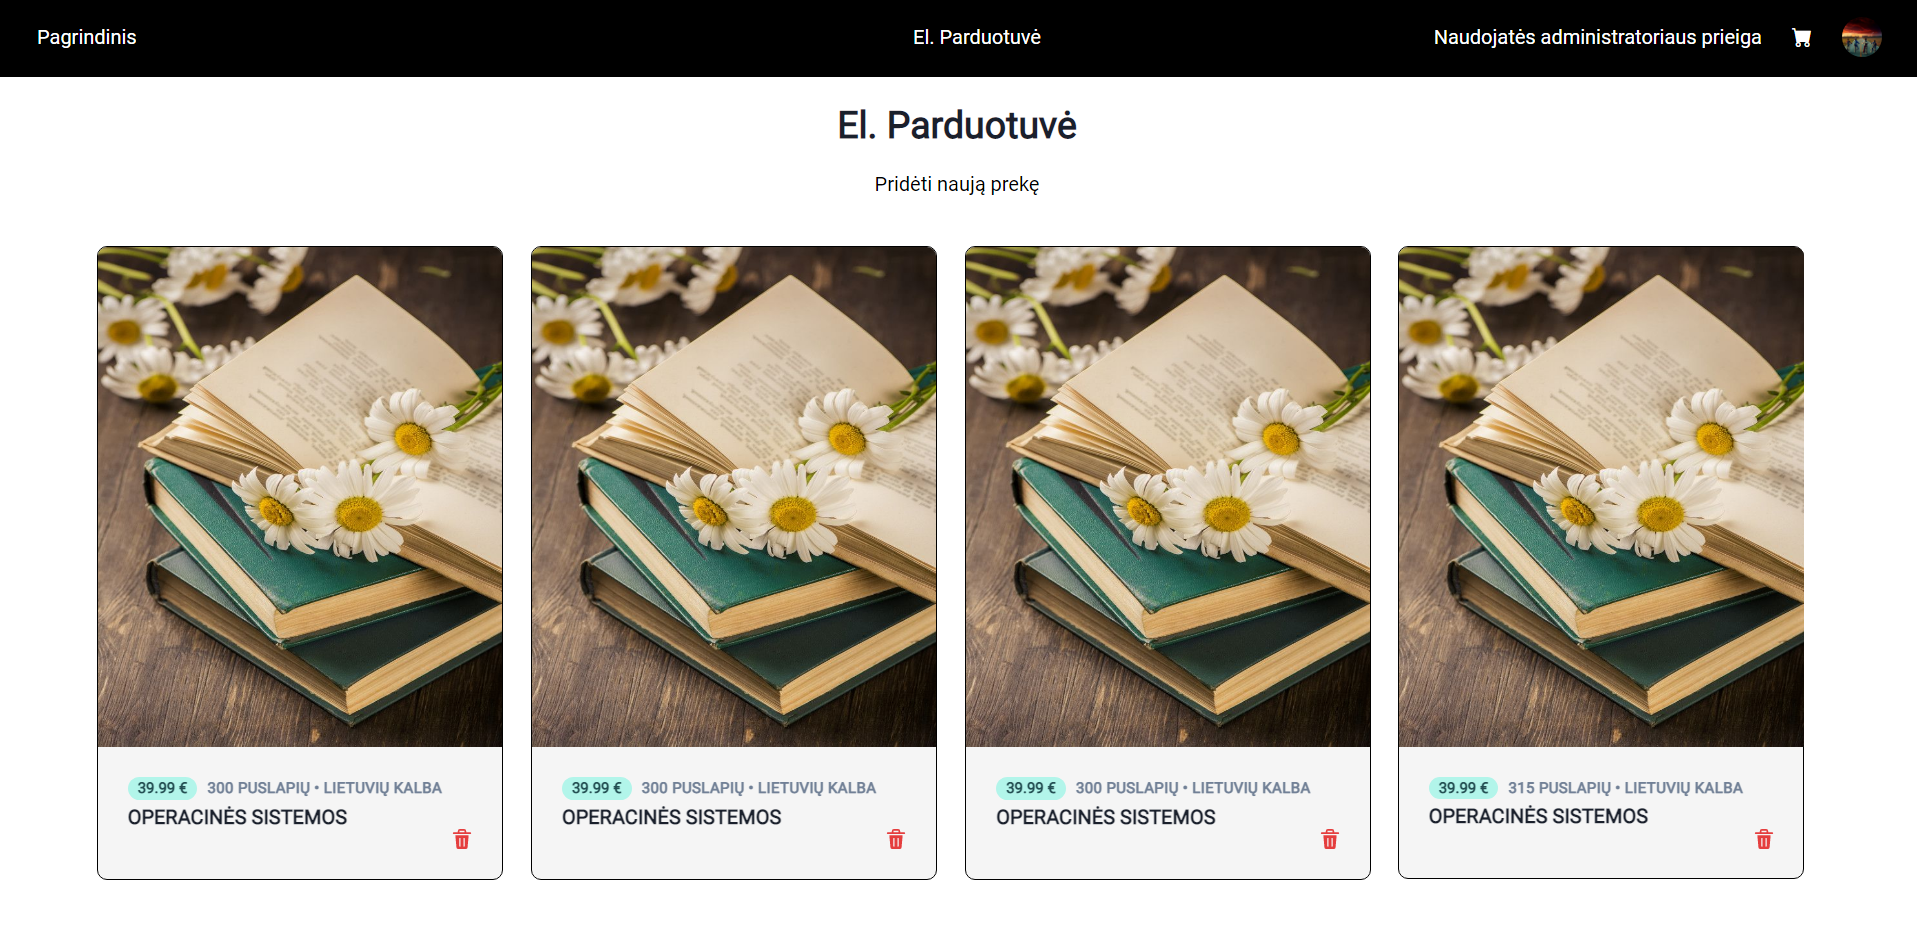 Pagrindinis
El. Parduotuvė
Naudojatės administratoriaus prieiga
El. Parduotuvė
Pridėti naują prekę
39.99 € 300 PUSLAPIŲ • LIETUVIŲ KALBA
OPERACINĖS SISTEMOS
39.99 € 300 PUSLAPIŲ • LIETUVIŲ KALBA
OPERACINĖS SISTEMOS
39.99 € 300 PUSLAPIŲ • LIETUVIŲ KALBA
OPERACINĖS SISTEMOS
39.99 € 315 PUSLAPIŲ • LIETUVIŲ KALBA
OPERACINĖS SISTEMOS